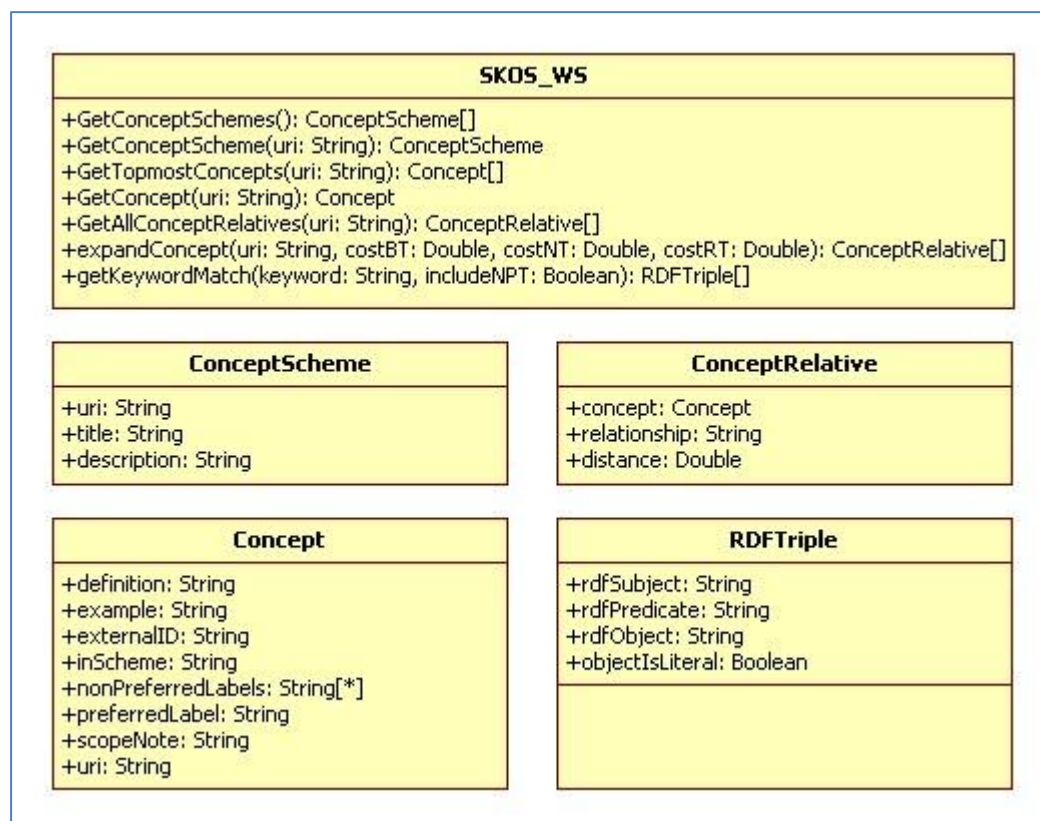 SKOS_WS
+GetConceptSchemes(): ConceptScheme[]
+GetConceptScheme(uri: String): ConceptScheme
+GetTopmostConcepts(uri: String): Concept[]
+GetConcept(uri: String): Concept
+GetAllConceptRelatives(uri: String): ConceptRelative[]
+expandConcept(uri: String, costBT: Double, costNT: Double, costRT: Double): ConceptRelative[]
+getKeywordMatch(keyword: String, includeNPT: Boolean): RDFTriple[]
ConceptScheme
+uri: String
+title: String
+description: String
ConceptRelative
+concept: Concept
+relationship: String
+distance: Double
Concept
+definition: String
+example: String
+externalID: String
+inScheme: String
+nonPreferredLabels: String[*]
+preferredLabel: String
+scopeNote: String
+uri: String
RDFTriple
+rdfSubject: String
+rdfPredicate: String
+rdfObject: String
+objectIsLiteral: Boolean